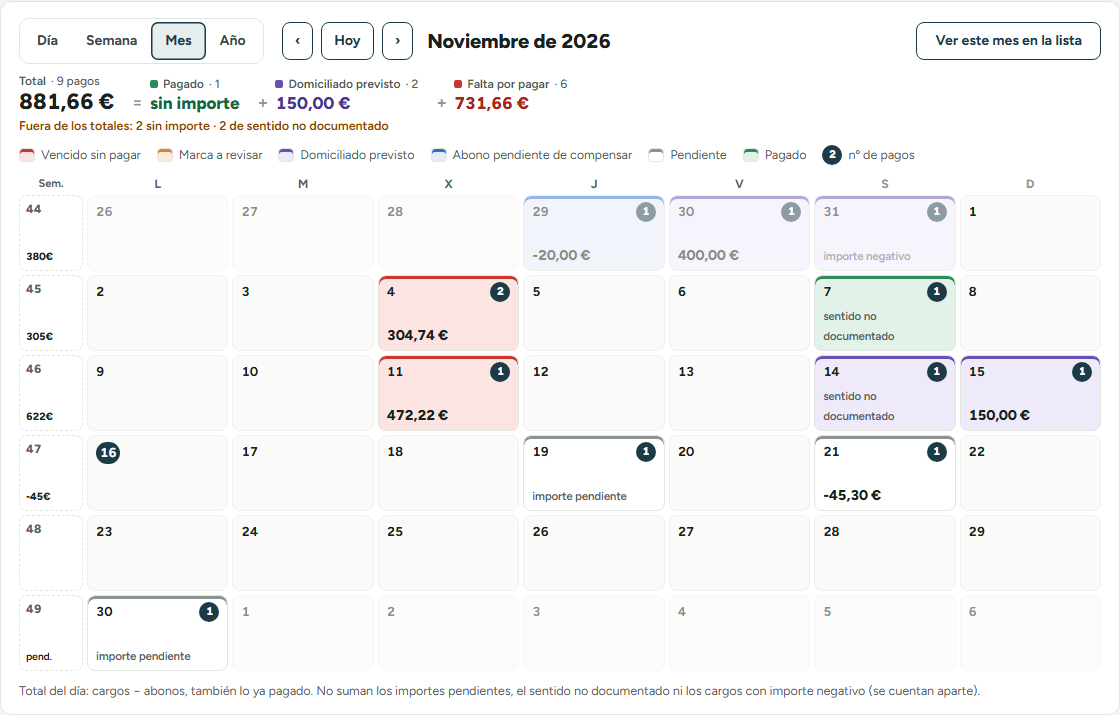 Día Semana Mes Año ‹ Hoy › Noviembre de 2026 Ver este mes en la lista
Total · 9 pagos Pagado · 1 Domiciliado previsto · 2 Falta por pagar · 6
881,66 € = sin importe + 150,00 € + 731,66 €
Fuera de los totales: 2 sin importe · 2 de sentido no documentado
Vencido sin pagar Marca a revisar Domiciliado previsto Abono pendiente de compensar Pendiente Pagado 2 nº de pagos
Sem. L M X J V S D
44 26 27 28 29 1 30 1 31 1 1
380€ -20,00 € 400,00 € importe negativo
45 2 3 4 2 5 6 7 1 8
sentido no
305€ 304,74 € documentado
46 9 10 11 1 12 13 14 1 15 1
sentido no
622€ 472,22 € documentado 150,00 €
47 16 17 18 19 1 20 21 1 22
-45€ importe pendiente -45,30 €
48 23 24 25 26 27 28 29
49 30 1 1 2 3 4 5 6
pend. importe pendiente
Total del día: cargos − abonos, también lo ya pagado. No suman los importes pendientes, el sentido no documentado ni los cargos con importe negativo (se cuentan aparte).